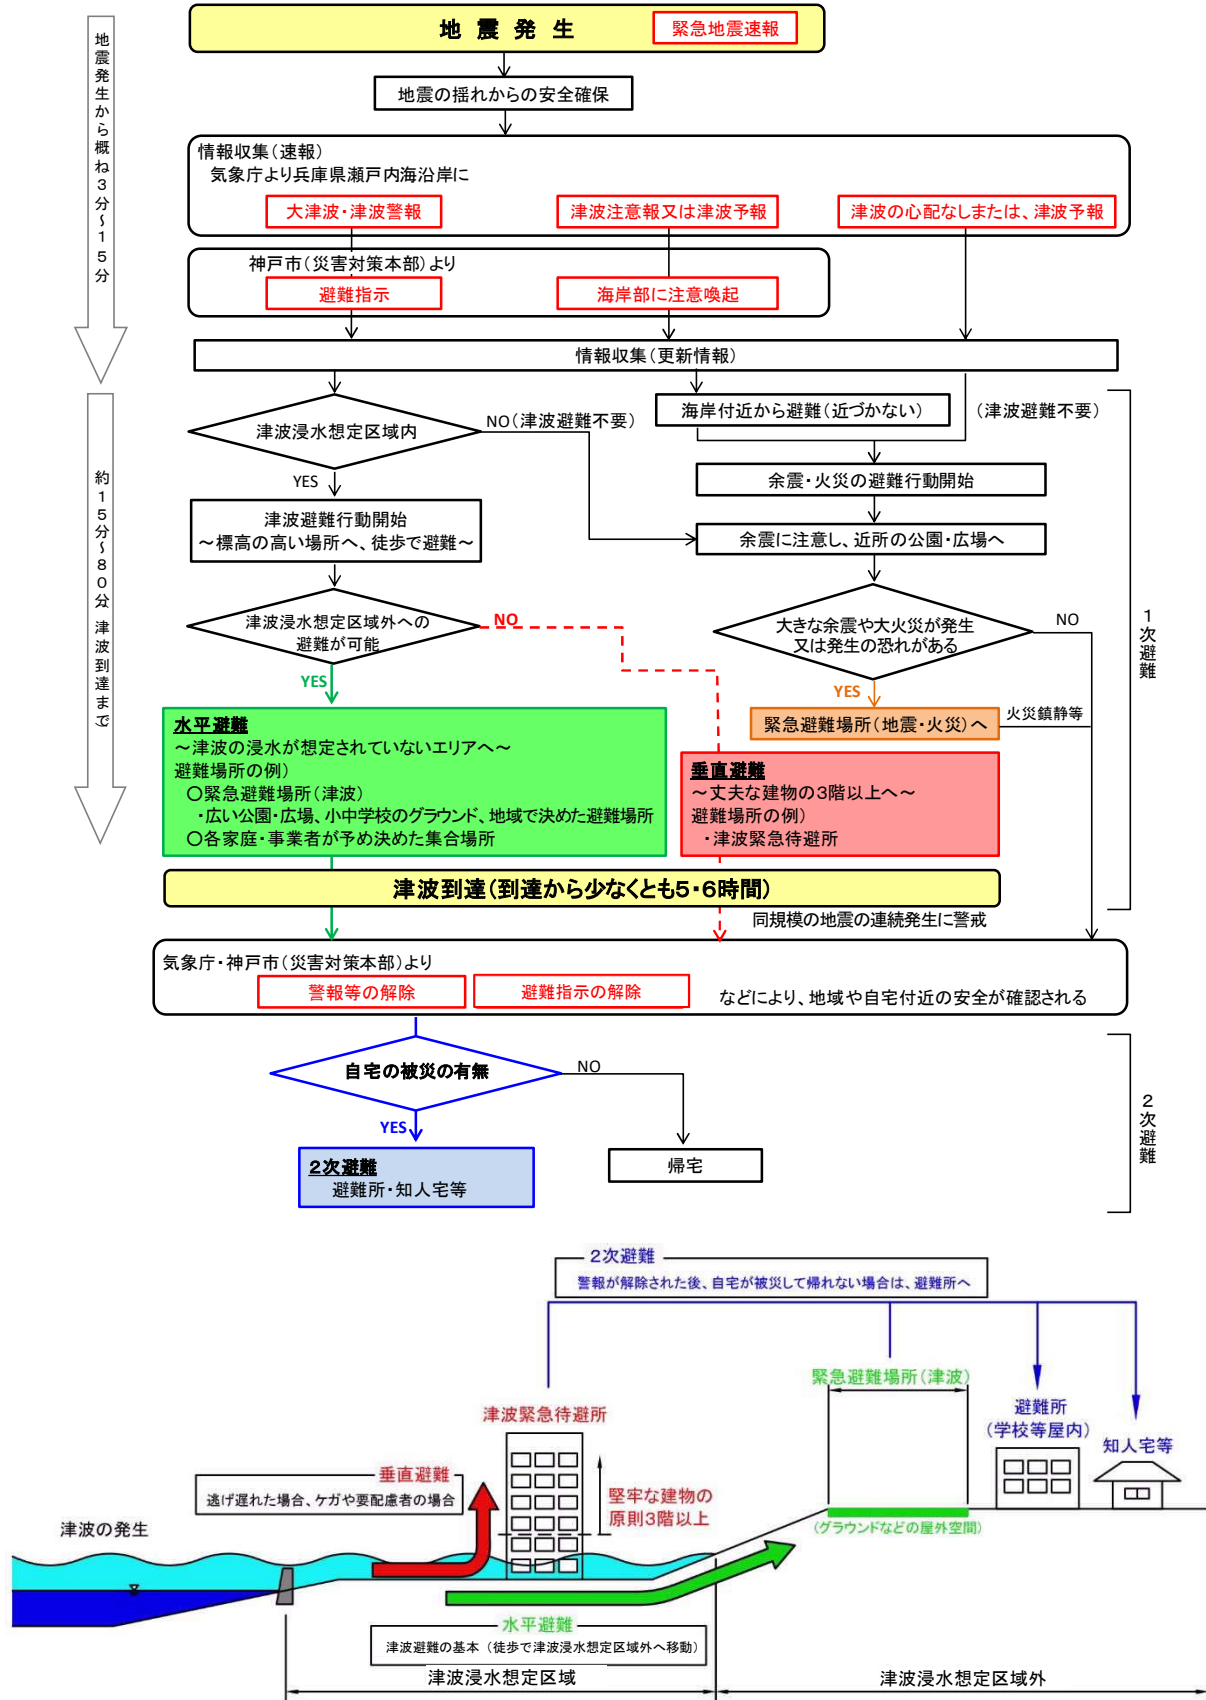 地震発生
緊急地震速報
地震発生から概ね3分～15分
地震の揺れからの安全確保
情報収集(速報)
気象庁より兵庫県瀬戸内海沿岸に
大津波・津波警報
津波注意報又は津波予報
津波の心配なしまたは、津波予報
神戸市(災害対策本部)より
避難指示
海岸部に注意喚起
情報収集(更新情報)
約15分～80分 津波到達まで
津波浸水想定区域内
NO(津波避難不要)
海岸付近から避難(近づかない)
(津波避難不要)
YES
余震・火災の避難行動開始
津波避難行動開始
～標高の高い場所へ、徒歩で避難～
余震に注意し、近所の公園・広場へ
津波浸水想定区域外への
避難が可能
NO
大きな余震や大火災が発生
又は発生の恐れがある
NO
1次避難
YES
YES
水平避難
～津波の浸水が想定されていないエリアへ～
避難場所の例)
○緊急避難場所(津波)
・広い公園・広場、小中学校のグラウンド、地域で決めた避難場所
○各家庭・事業者が予め決めた集合場所
緊急避難場所(地震・火災)へ
火災鎮静等
垂直避難
～丈夫な建物の3階以上へ～
避難場所の例)
・津波緊急待避所
津波到達(到達から少なくとも5・6時間)
同規模の地震の連続発生に警戒
気象庁・神戸市(災害対策本部)より
警報等の解除
避難指示の解除
などにより、地域や自宅付近の安全が確認される
自宅の被災の有無
NO
YES
2次避難
2次避難
避難所・知人宅等
帰宅
2次避難
警報が解除された後、自宅が被災して帰れない場合は、避難所へ
緊急避難場所(津波)
津波緊急待避所
避難所
(学校等屋内)
知人宅等
垂直避難
逃げ遅れた場合、ケガや要配慮者の場合
堅牢な建物の
原則3階以上
津波の発生
(グラウンドなどの屋外空間)
水平避難
津波避難の基本(徒歩で津波浸水想定区域外へ移動)
津波浸水想定区域
津波浸水想定区域外